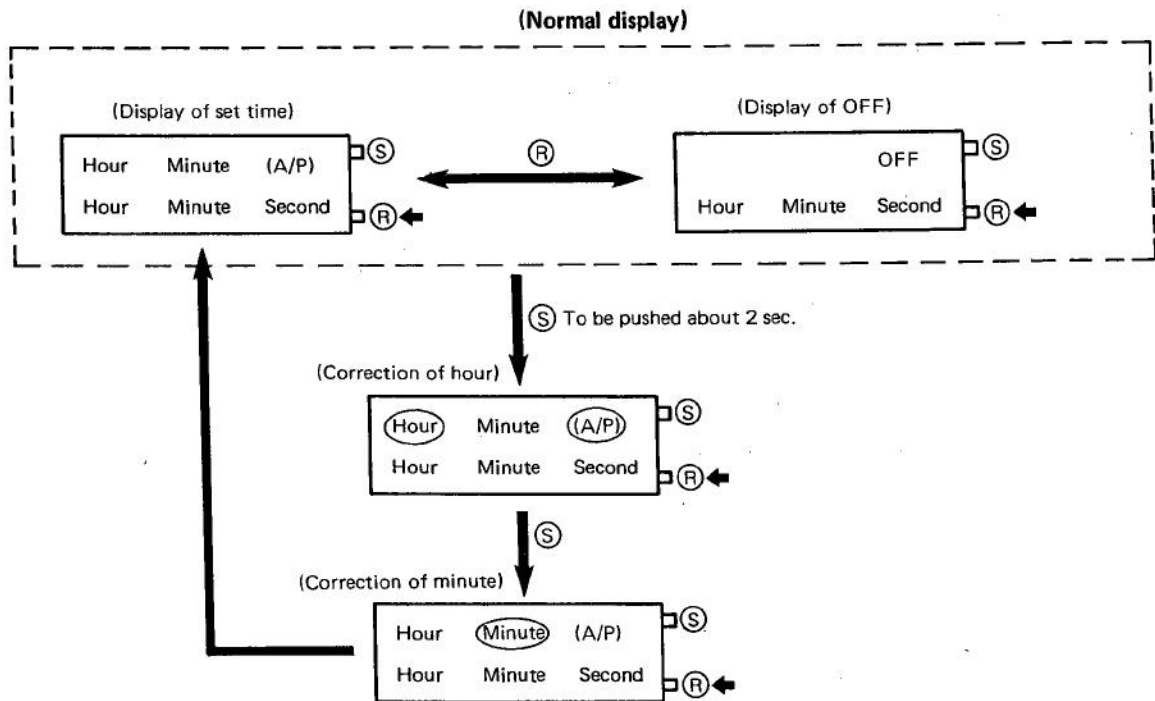 (Normal display)
(Display of set time)
Hour Minute (A/P) Ⓢ
Hour Minute Second Ⓡ
Ⓡ
(Display of OFF)
OFF Ⓢ
Hour Minute Second Ⓡ
Ⓢ To be pushed about 2 sec.
(Correction of hour)
Hour Minute (A/P) Ⓢ
Hour Minute Second Ⓡ
Ⓢ
(Correction of minute)
Hour Minute (A/P) Ⓢ
Hour Minute Second Ⓡ